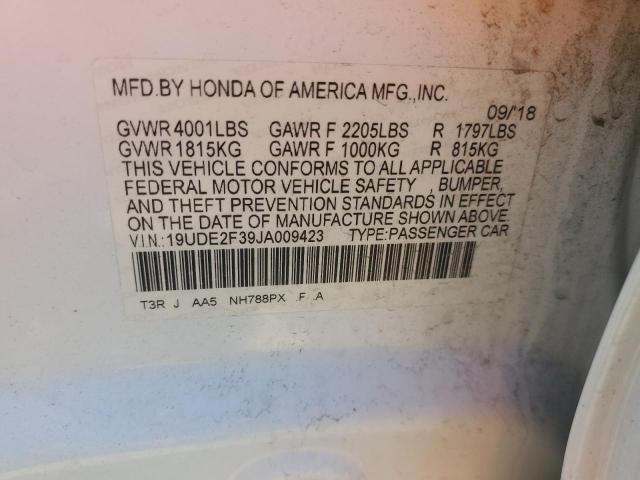 MFD.BY HONDA OF AMERICA MFG.,INC.
09/'18
GVWR 4001LBS GAWR F 2205LBS R 1797LBS
GVWR 1815KG GAWR F 1000KG R 815KG
THIS VEHICLE CONFORMS TO ALL APPLICABLE
FEDERAL MOTOR VEHICLE SAFETY , BUMPER,
AND THEFT PREVENTION STANDARDS IN EFFECT
ON THE DATE OF MANUFACTURE SHOWN ABOVE.
V.I.N.: 19UDE2F39JA009423 TYPE:PASSENGER CAR
T3R J AA5 NH788PX .F .A